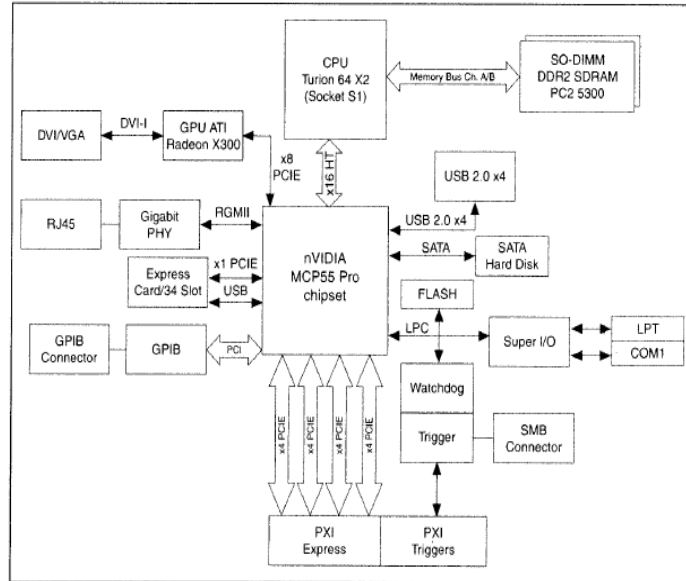 CPU
Turion 64 X2
(Socket S1)
Memory Bus Ch. A/B
SO-DIMM
DDR2 SDRAM
PC2 5300
DVI/VGA
DVI-I
GPU ATI
Radeon X300
x8
PCIE
x16 HT
USB 2.0 x4
RJ45
Gigabit
PHY
RGMII
nVIDIA
MCP55 Pro
chipset
USB 2.0 x4
SATA
SATA
Hard Disk
Express
Card/34 Slot
x1 PCIE
USB
FLASH
GPIB
Connector
GPIB
PCI
LPC
Super I/O
LPT
COM1
Watchdog
Trigger
SMB
Connector
x4 PCIE
x4 PCIE
x4 PCIE
x4 PCIE
PXI
Express
PXI
Triggers